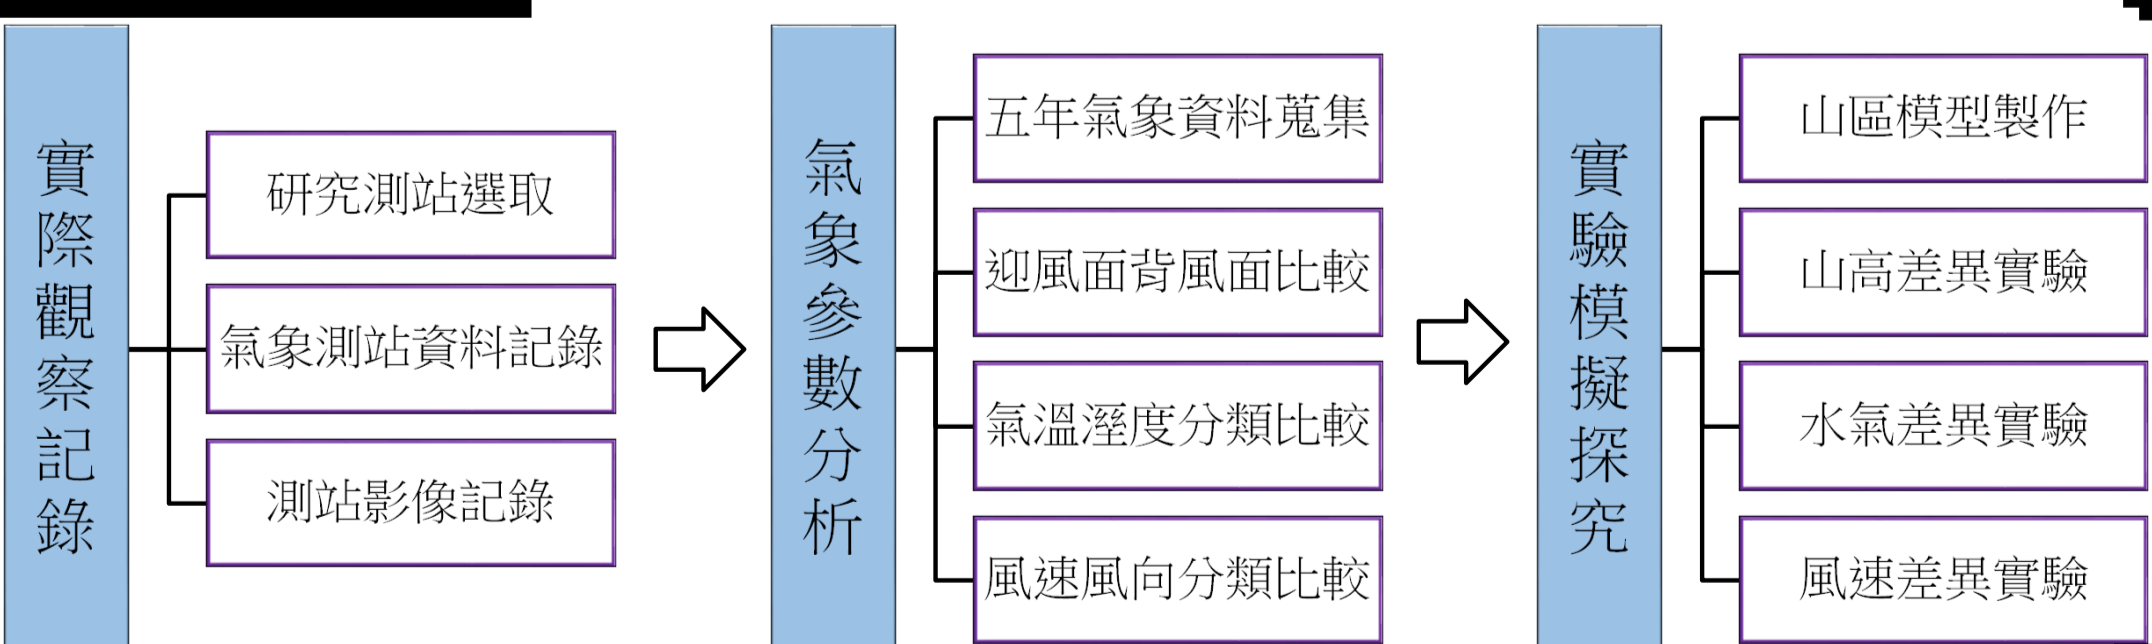 實際觀察記錄
研究測站選取
氣象測站資料記錄
測站影像記錄
氣象參數分析
五年氣象資料蒐集
迎風面背風面比較
氣溫溼度分類比較
風速風向分類比較
實驗模擬探究
山區模型製作
山高差異實驗
水氣差異實驗
風速差異實驗